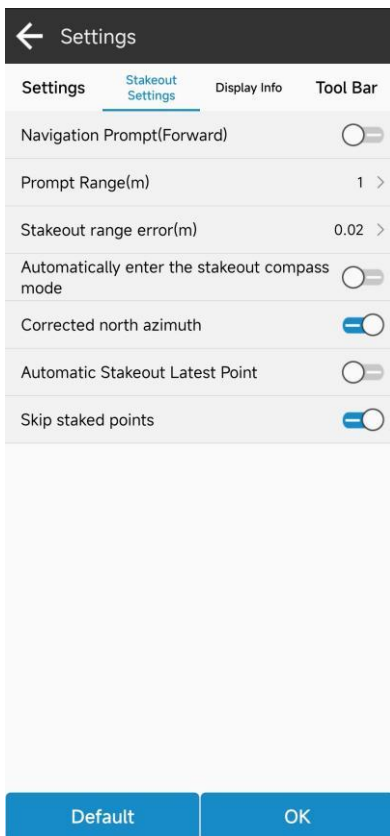 Settings
Settings
Stakeout
Settings
Display Info
Tool Bar
Navigation Prompt(Forward)
Prompt Range(m) 1
Stakeout range error(m) 0.02
Automatically enter the stakeout compass
mode
Corrected north azimuth
Automatic Stakeout Latest Point
Skip staked points
Default
OK